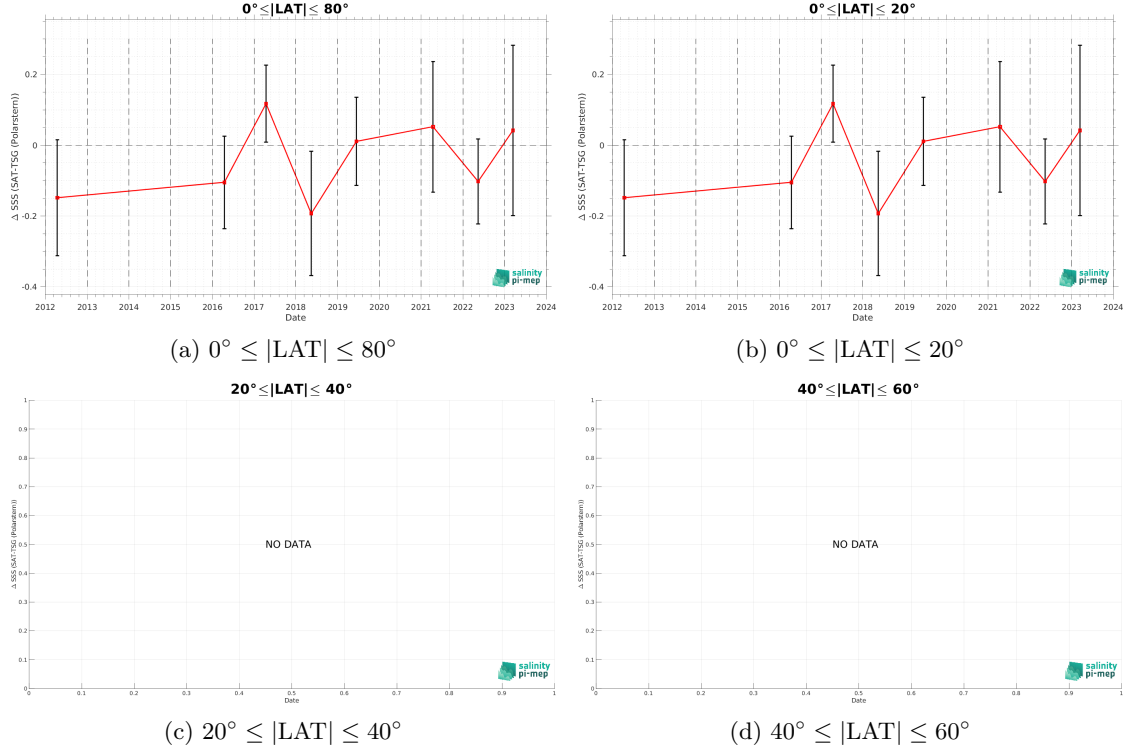 0°≤|LAT|≤ 80°
Δ SSS (SAT-TSG (Polarstern))
0.2
0
-0.2
-0.4
2012 2013 2014 2015 2016 2017 2018 2019 2020 2021 2022 2023 2024
Date
salinity
pi-mep
(a) 0° ≤ |LAT| ≤ 80°
0°≤|LAT|≤ 20°
Δ SSS (SAT-TSG (Polarstern))
0.2
0
-0.2
-0.4
2012 2013 2014 2015 2016 2017 2018 2019 2020 2021 2022 2023 2024
Date
salinity
pi-mep
(b) 0° ≤ |LAT| ≤ 20°
20°≤|LAT|≤ 40°
Δ SSS (SAT-TSG (Polarstern))
1
0.9
0.8
0.7
0.6
0.5
0.4
0.3
0.2
0.1
0
NO DATA
0 0.1 0.2 0.3 0.4 0.5 0.6 0.7 0.8 0.9 1
Date
salinity
pi-mep
(c) 20° ≤ |LAT| ≤ 40°
40°≤|LAT|≤ 60°
Δ SSS (SAT-TSG (Polarstern))
1
0.9
0.8
0.7
0.6
0.5
0.4
0.3
0.2
0.1
0
NO DATA
0 0.1 0.2 0.3 0.4 0.5 0.6 0.7 0.8 0.9 1
Date
salinity
pi-mep
(d) 40° ≤ |LAT| ≤ 60°